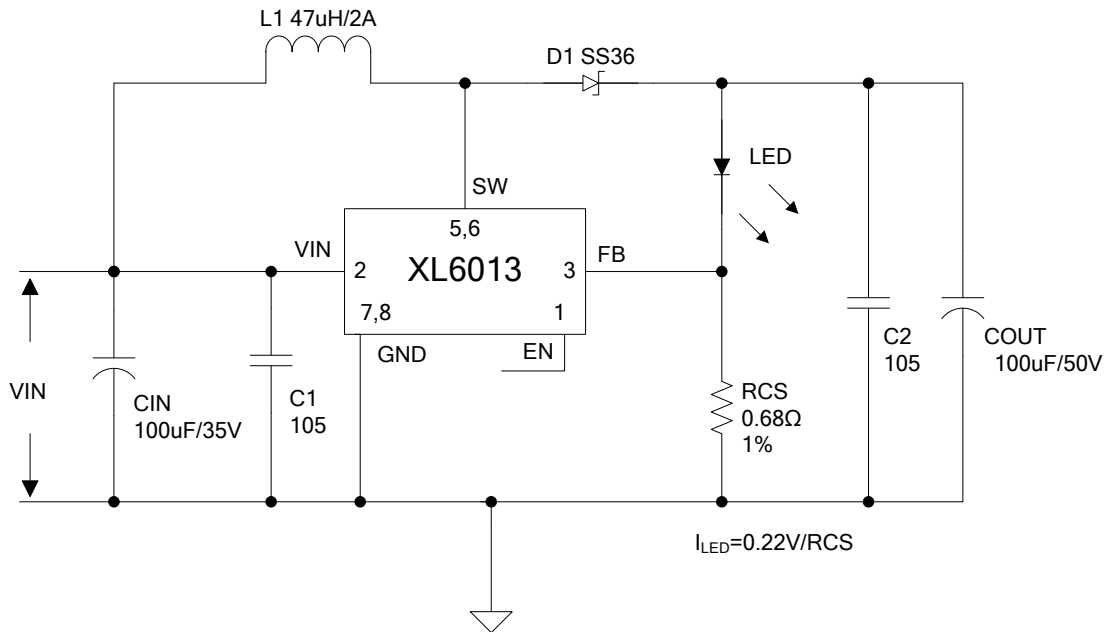 L1 47uH/2A
D1 SS36
LED
SW
5,6
VIN
2
XL6013
3
FB
7,8
1
GND
EN
VIN
CIN
100uF/35V
C1
105
RCS
0.68Ω
1%
C2
105
COUT
100uF/50V
ILED=0.22V/RCS